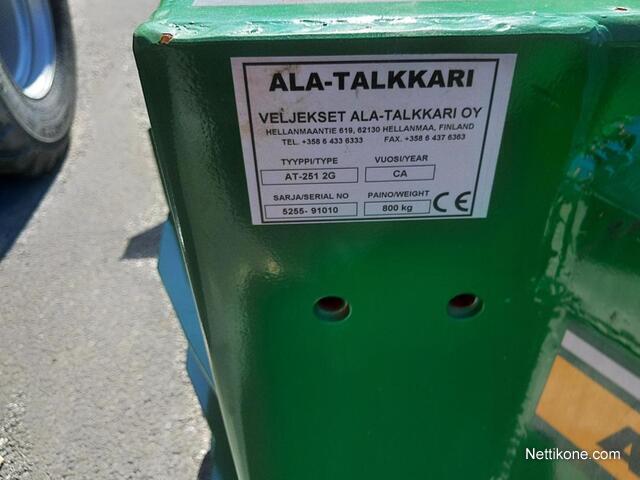 ALA-TALKKARI
VELJEKSET ALA-TALKKARI OY
HELLANMAANTIE 619, 62130 HELLANMAA, FINLAND
TEL. +358 6 433 6333 FAX. +358 6 437 6363
TYYPPI/TYPE VUOSI/YEAR
AT-251 2G CA
SARJA/SERIAL NO PAINO/WEIGHT
5255- 91010 800 kg CE
Nettikone.com